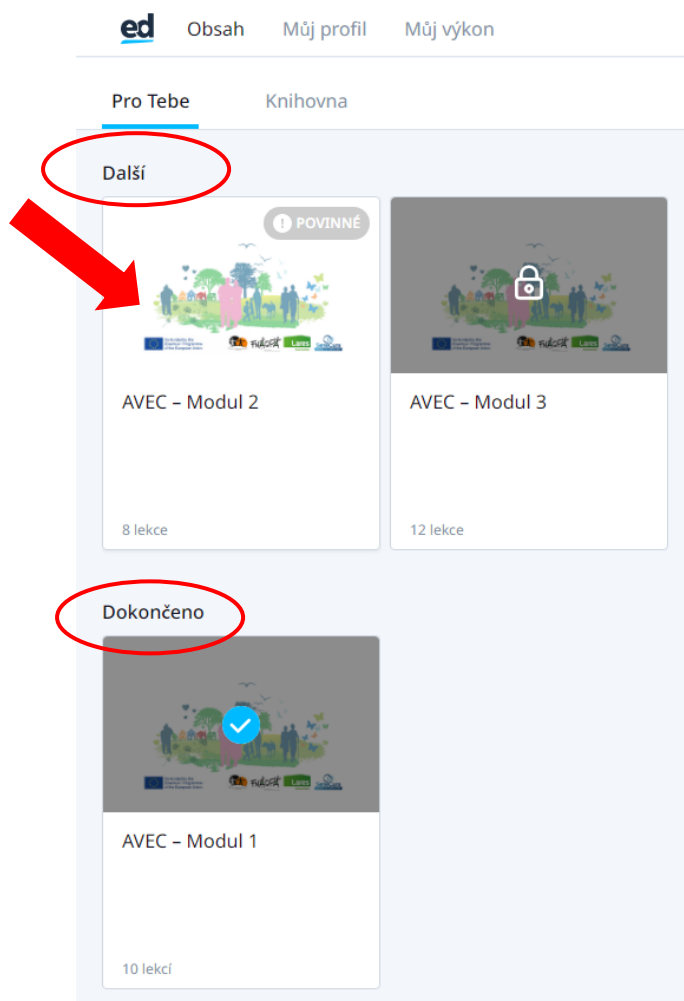 ed Obsah Můj profil Můj výkon
Pro Tebe Knihovna
Další
! POVINNÉ
AVEC – Modul 2 AVEC – Modul 3
8 lekce 12 lekce
Dokončeno
AVEC – Modul 1
10 lekcí